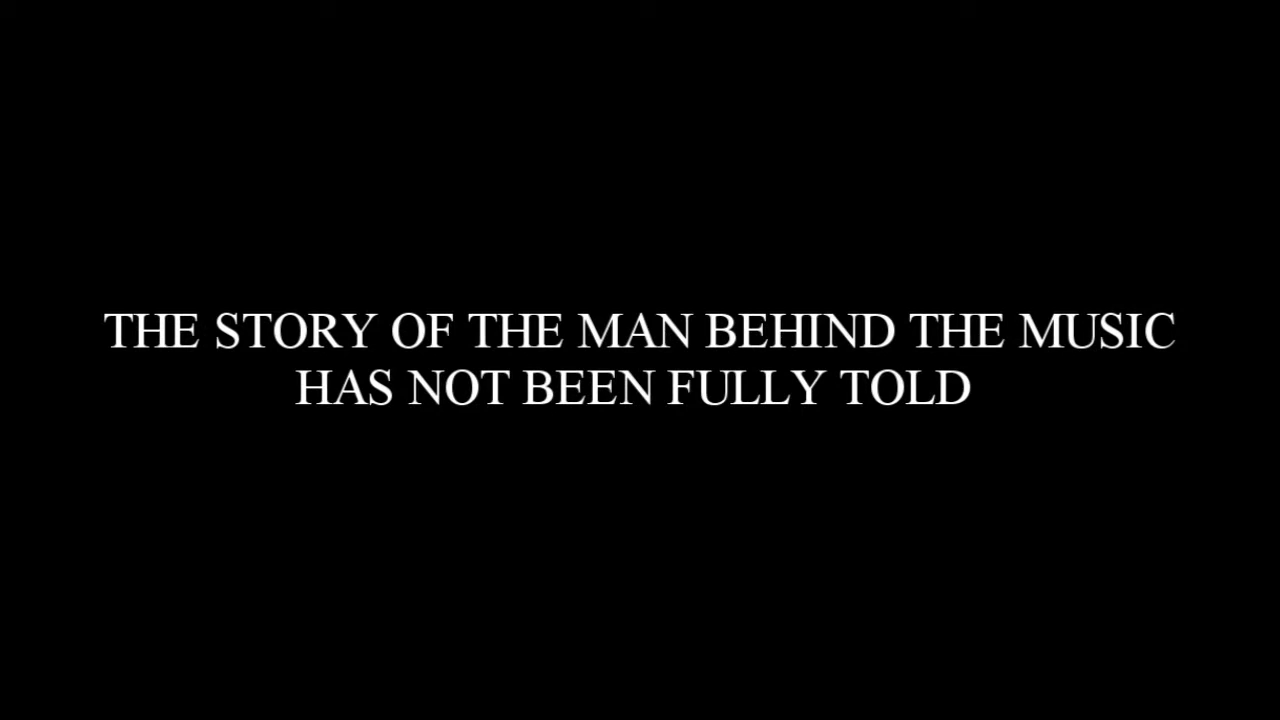 THE STORY OF THE MAN BEHIND THE MUSIC
HAS NOT BEEN FULLY TOLD